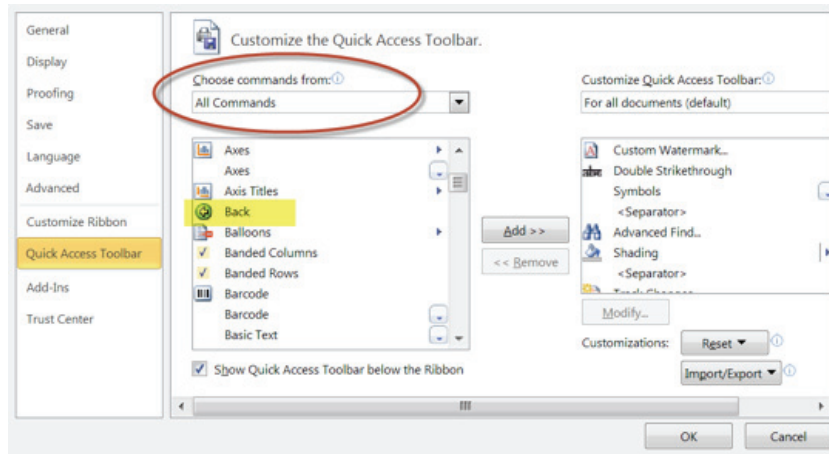 General
Display
Proofing
Save
Language
Advanced
Customize Ribbon
Quick Access Toolbar
Add-Ins
Trust Center
Customize the Quick Access Toolbar.
Choose commands from:
All Commands
Axes
Axes
Axis Titles
Back
Balloons
Banded Columns
Banded Rows
Barcode
Barcode
Basic Text
Show Quick Access Toolbar below the Ribbon
Add >>
<< Remove
Customize Quick Access Toolbar:
For all documents (default)
Custom Watermark...
Double Strikethrough
Symbols
<Separator>
Advanced Find...
Shading
<Separator>
Track Changes
Modify...
Customizations:
Reset
Import/Export
OK
Cancel